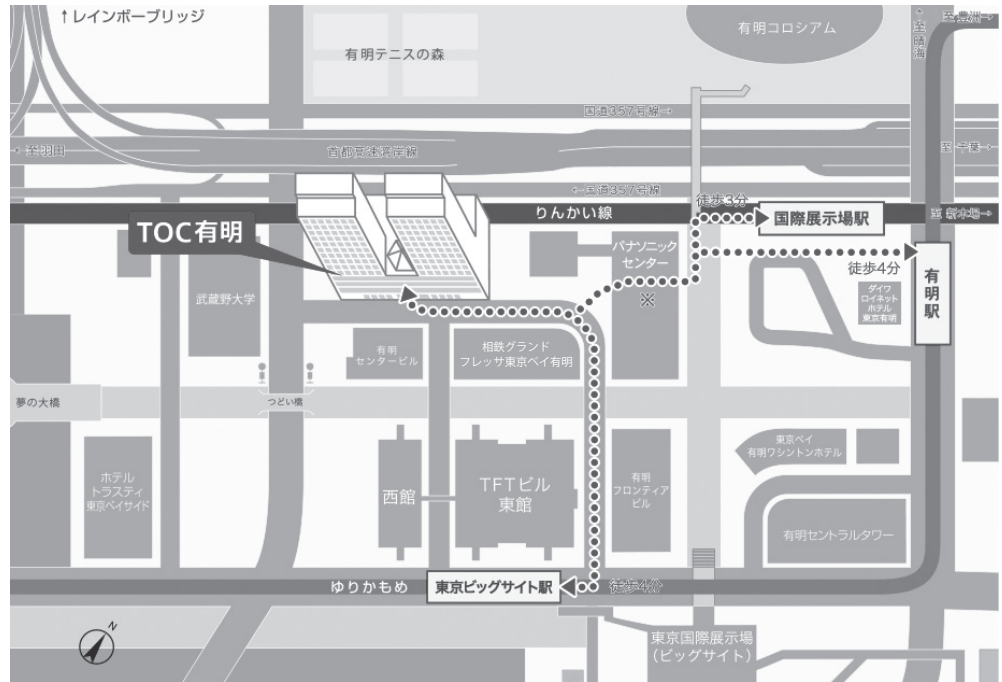 ↑レインボーブリッジ
有明テニスの森
有明コロシアム
↑至晴海
至豊洲→
国道357号線→
←至羽田
首都高速湾岸線
至千葉→
←国道357号線
徒歩3分
りんかい線
国際展示場駅
至新木場→
TOC有明
パナソニック
センター
※
徒歩4分
有明駅
ダイワ
ロイネット
ホテル
東京有明
武蔵野大学
有明
センタービル
相鉄グランド
フレッサ東京ベイ有明
夢の大橋
つどい橋
ホテル
トラスティ
東京ベイサイド
西館
TFTビル
東館
有明
フロンティア
ビル
東京ベイ
有明ワシントンホテル
有明セントラルタワー
ゆりかもめ
東京ビッグサイト駅
徒歩4分
東京国際展示場
(ビッグサイト)
N